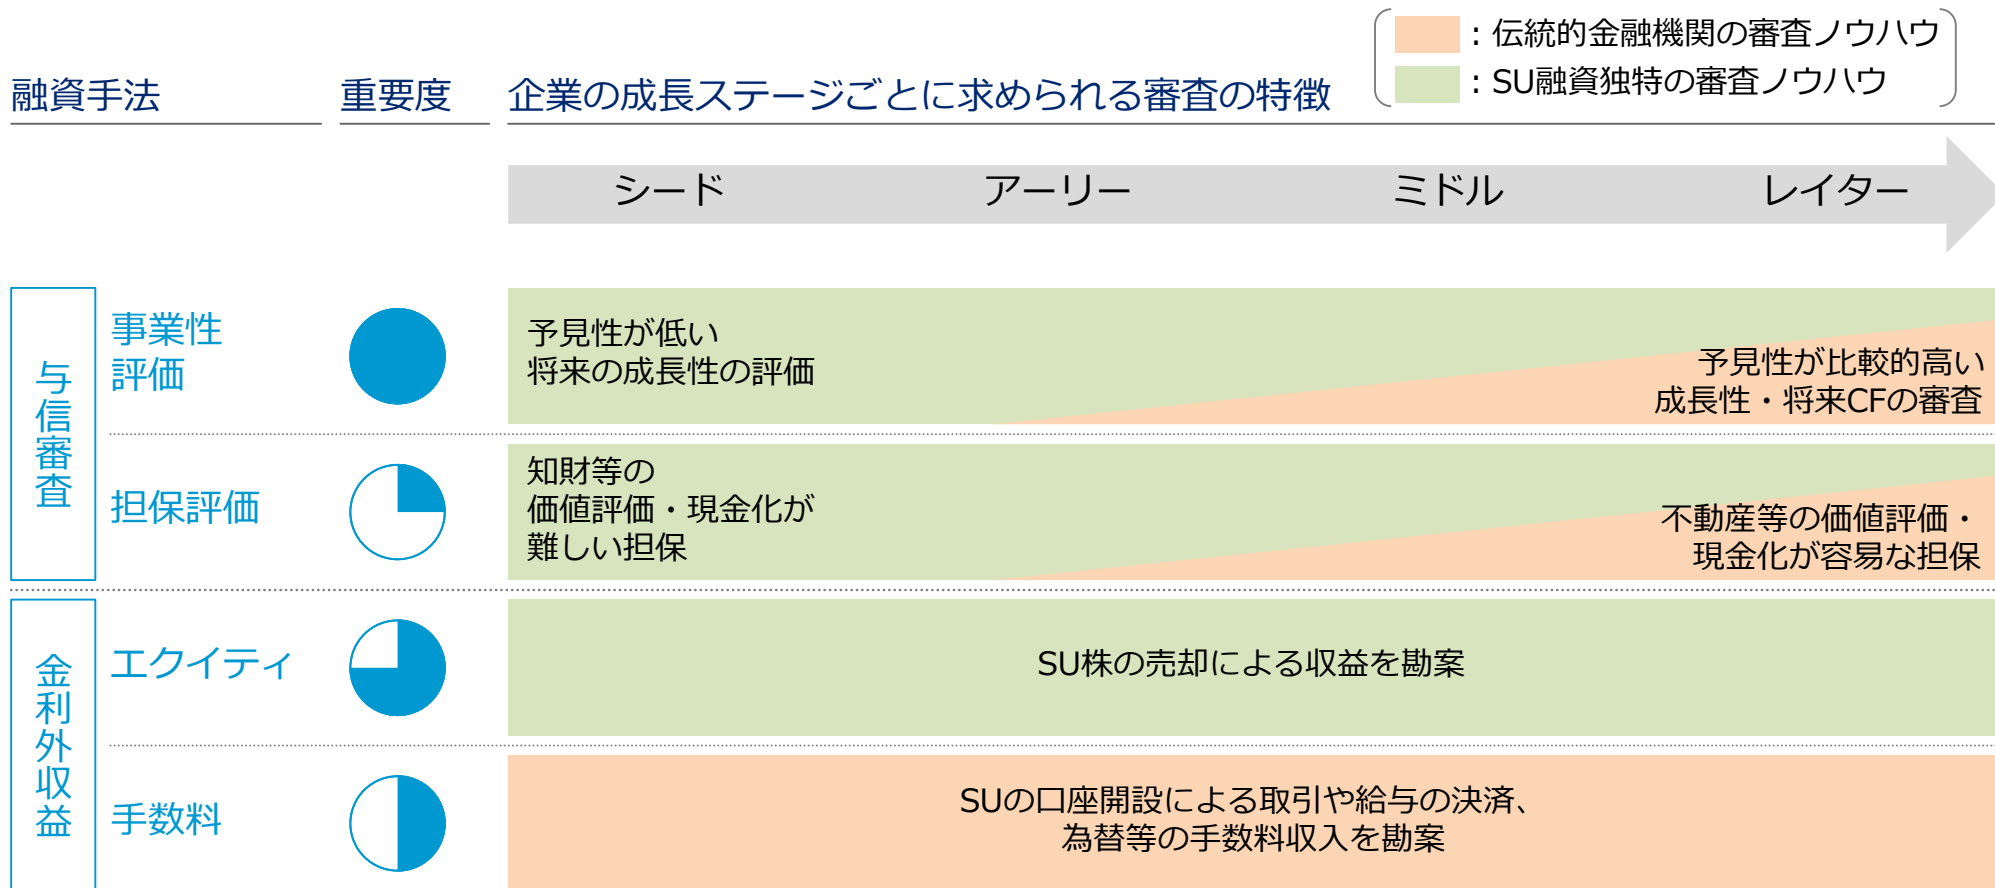 ：伝統的金融機関の審査ノウハウ
：SU融資独特の審査ノウハウ
融資手法
重要度
企業の成長ステージごとに求められる審査の特徴
シード
アーリー
ミドル
レイター
与信審査
事業性
評価
予見性が低い
将来の成長性の評価
予見性が比較的高い
成長性・将来CFの審査
担保評価
知財等の
価値評価・現金化が
難しい担保
不動産等の価値評価・
現金化が容易な担保
金利外収益
エクイティ
SU株の売却による収益を勘案
手数料
SUの口座開設による取引や給与の決済、
為替等の手数料収入を勘案